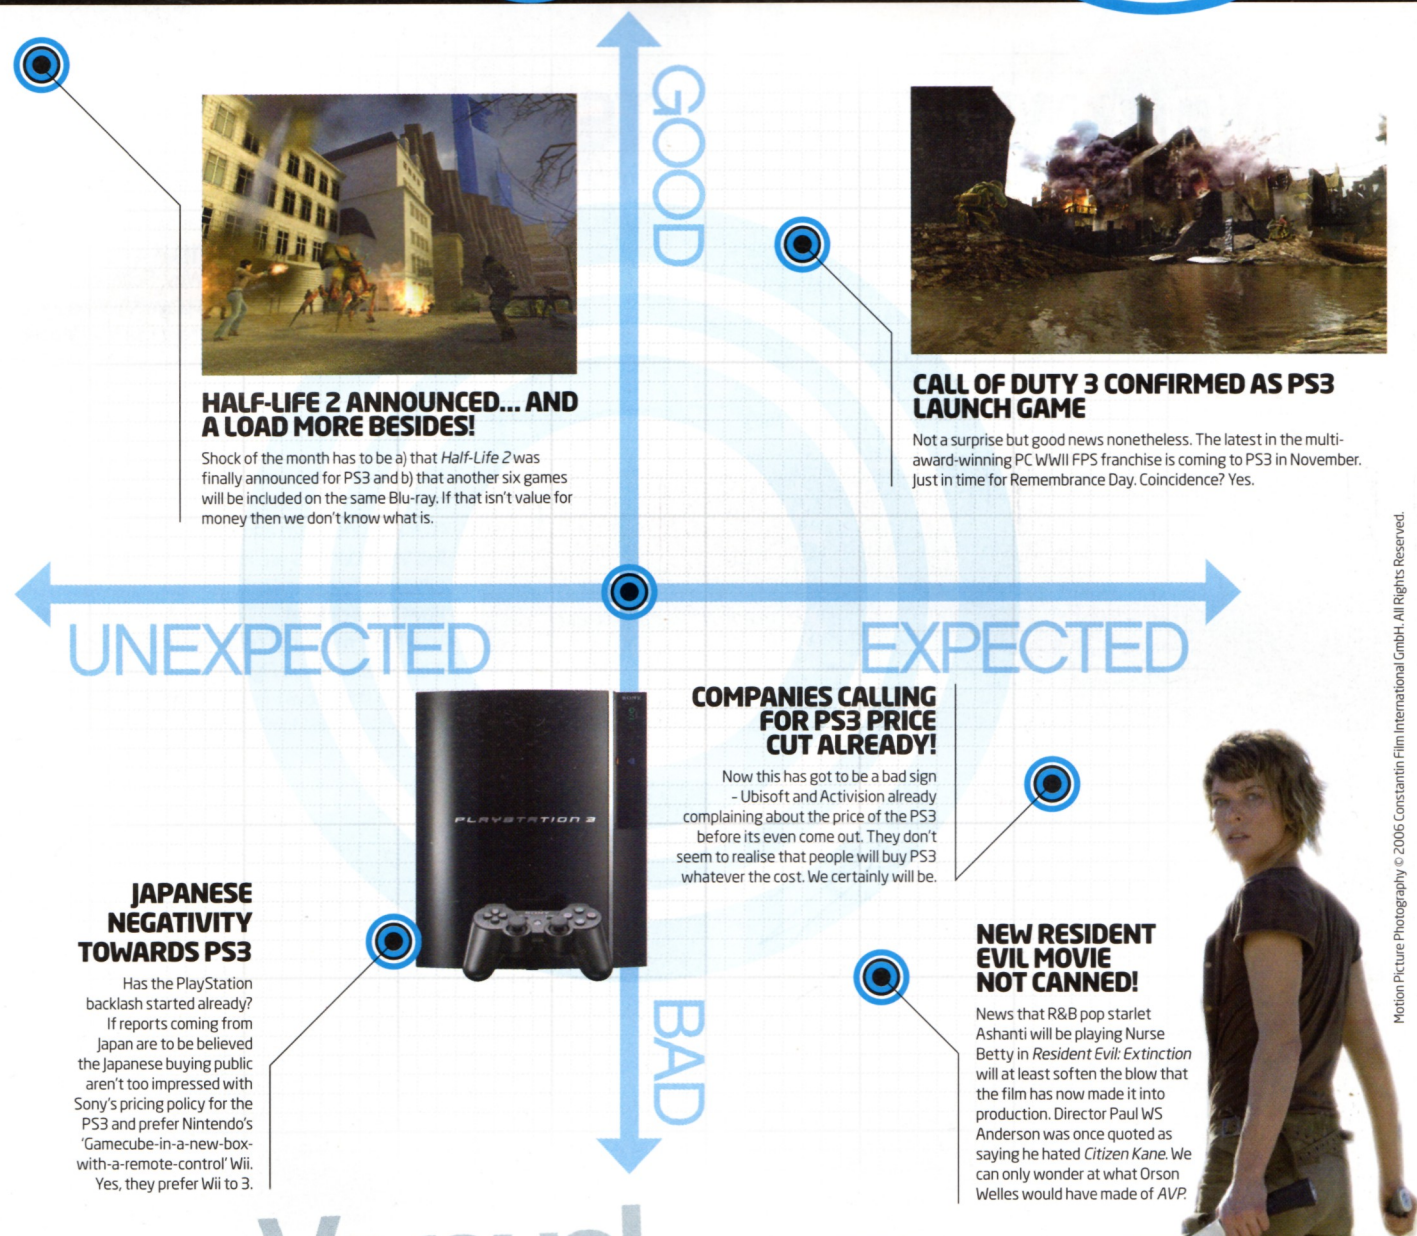 GOOD
HALF-LIFE 2 ANNOUNCED... AND
A LOAD MORE BESIDES!
Shock of the month has to be a) that Half-Life 2 was
finally announced for PS3 and b) that another six games
will be included on the same Blu-ray. If that isn't value for
money then we don't know what is.
CALL OF DUTY 3 CONFIRMED AS PS3
LAUNCH GAME
Not a surprise but good news nonetheless. The latest in the multi-
award-winning PC WWII FPS franchise is coming to PS3 in November.
Just in time for Remembrance Day. Coincidence? Yes.
UNEXPECTED
EXPECTED
COMPANIES CALLING
FOR PS3 PRICE
CUT ALREADY!
Now this has got to be a bad sign
– Ubisoft and Activision already
complaining about the price of the PS3
before its even come out. They don't
seem to realise that people will buy PS3
whatever the cost. We certainly will be.
SONY
PLAYSTATION 3
JAPANESE
NEGATIVITY
TOWARDS PS3
Has the PlayStation
backlash started already?
If reports coming from
Japan are to be believed
the Japanese buying public
aren't too impressed with
Sony's pricing policy for the
PS3 and prefer Nintendo's
'Gamecube-in-a-new-box-
with-a-remote-control' Wii.
Yes, they prefer Wii to 3.
BAD
NEW RESIDENT
EVIL MOVIE
NOT CANNED!
News that R&B pop starlet
Ashanti will be playing Nurse
Betty in Resident Evil: Extinction
will at least soften the blow that
the film has now made it into
production. Director Paul WS
Anderson was once quoted as
saying he hated Citizen Kane. We
can only wonder at what Orson
Welles would have made of AVP.
Motion Picture Photography © 2006 Constantin Film International GmbH. All Rights Reserved.